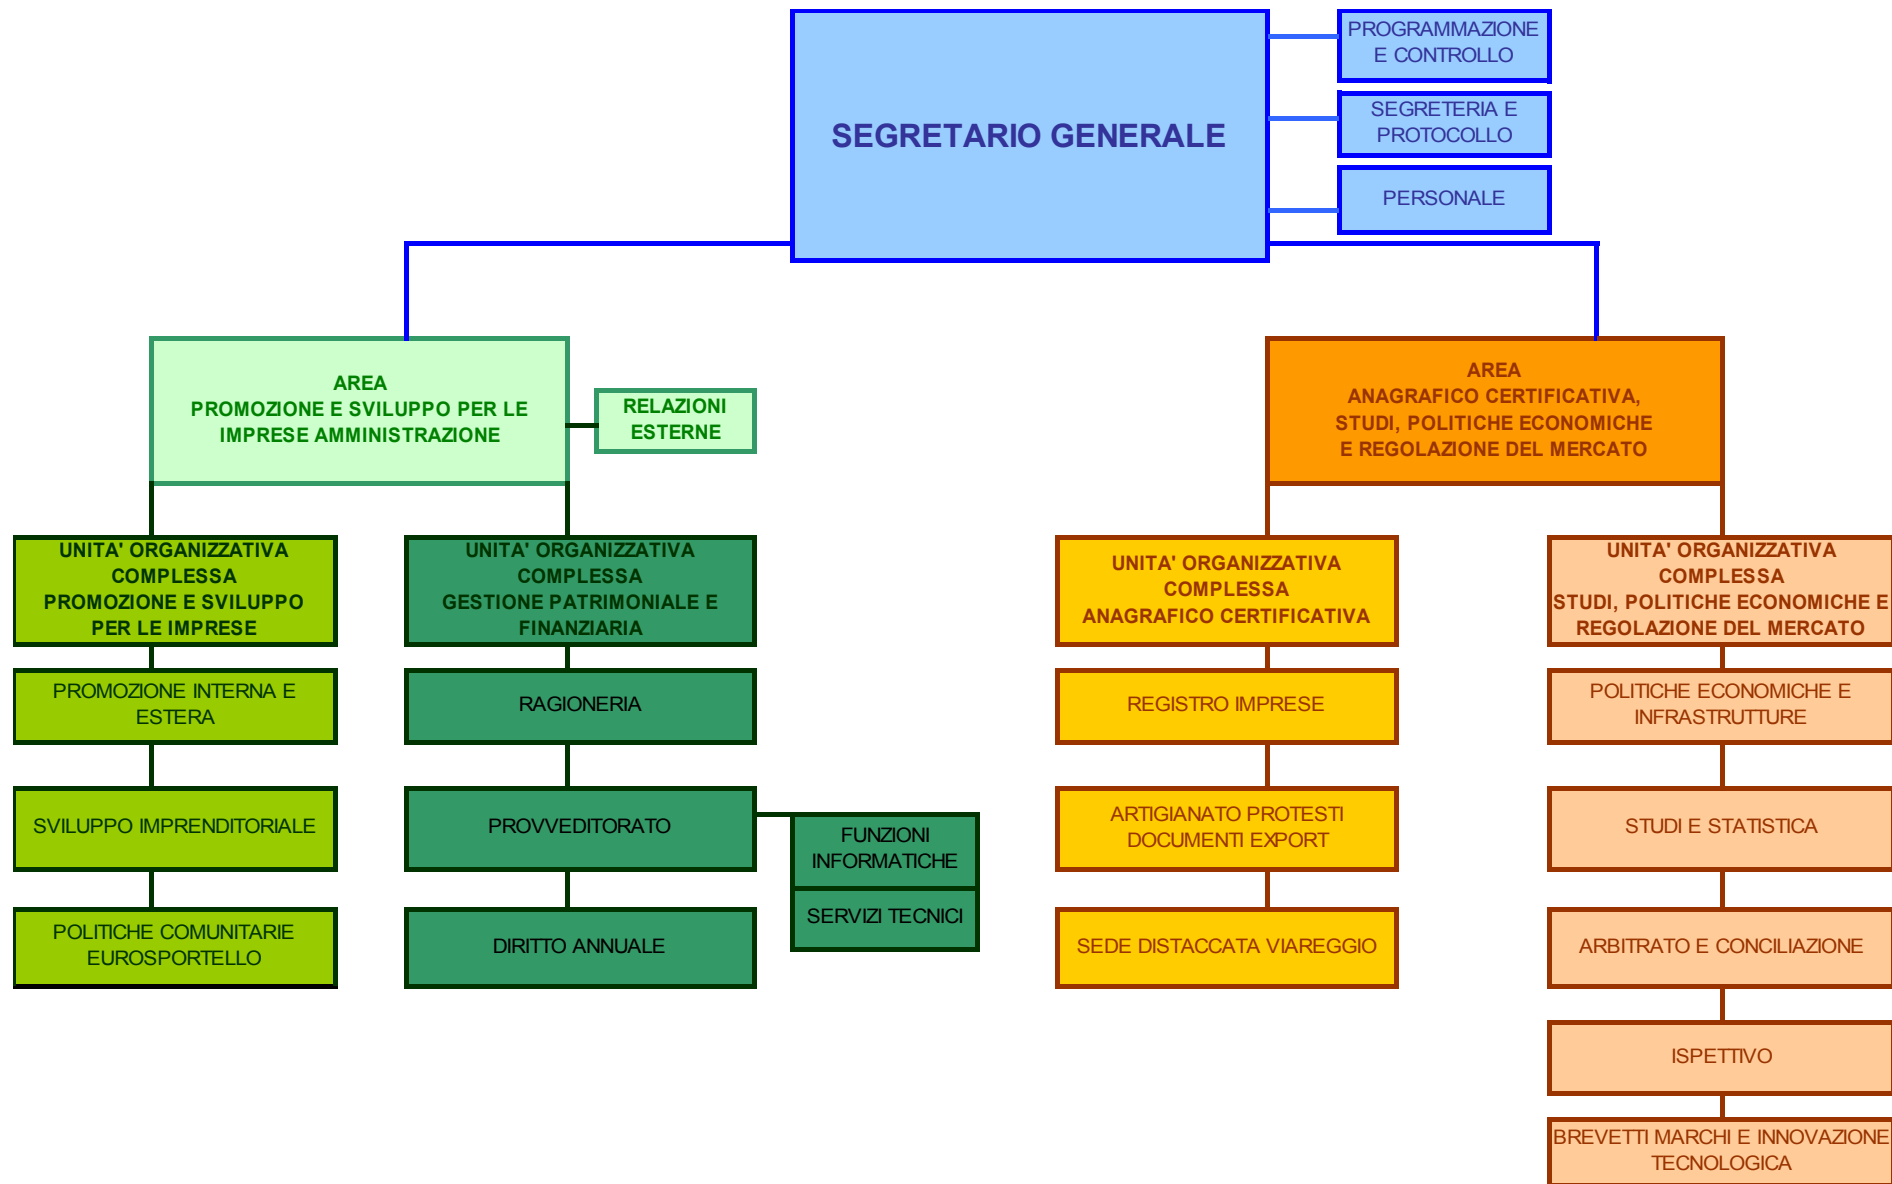 SEGRETARIO GENERALE
PROGRAMMAZIONE
E CONTROLLO
SEGRETERIA E
PROTOCOLLO
PERSONALE
AREA
PROMOZIONE E SVILUPPO PER LE
IMPRESE AMMINISTRAZIONE
RELAZIONI
ESTERNE
AREA
ANAGRAFICO CERTIFICATIVA,
STUDI, POLITICHE ECONOMICHE
E REGOLAZIONE DEL MERCATO
UNITA' ORGANIZZATIVA
COMPLESSA
PROMOZIONE E SVILUPPO
PER LE IMPRESE
PROMOZIONE INTERNA E
ESTERA
SVILUPPO IMPRENDITORIALE
POLITICHE COMUNITARIE
EUROSPORTELLO
UNITA' ORGANIZZATIVA
COMPLESSA
GESTIONE PATRIMONIALE E
FINANZIARIA
RAGIONERIA
PROVVEDITORATO
FUNZIONI
INFORMATICHE
SERVIZI TECNICI
DIRITTO ANNUALE
UNITA' ORGANIZZATIVA
COMPLESSA
ANAGRAFICO CERTIFICATIVA
REGISTRO IMPRESE
ARTIGIANATO PROTESTI
DOCUMENTI EXPORT
SEDE DISTACCATA VIAREGGIO
UNITA' ORGANIZZATIVA
COMPLESSA
STUDI, POLITICHE ECONOMICHE E
REGOLAZIONE DEL MERCATO
POLITICHE ECONOMICHE E
INFRASTRUTTURE
STUDI E STATISTICA
ARBITRATO E CONCILIAZIONE
ISPETTIVO
BREVETTI MARCHI E INNOVAZIONE
TECNOLOGICA